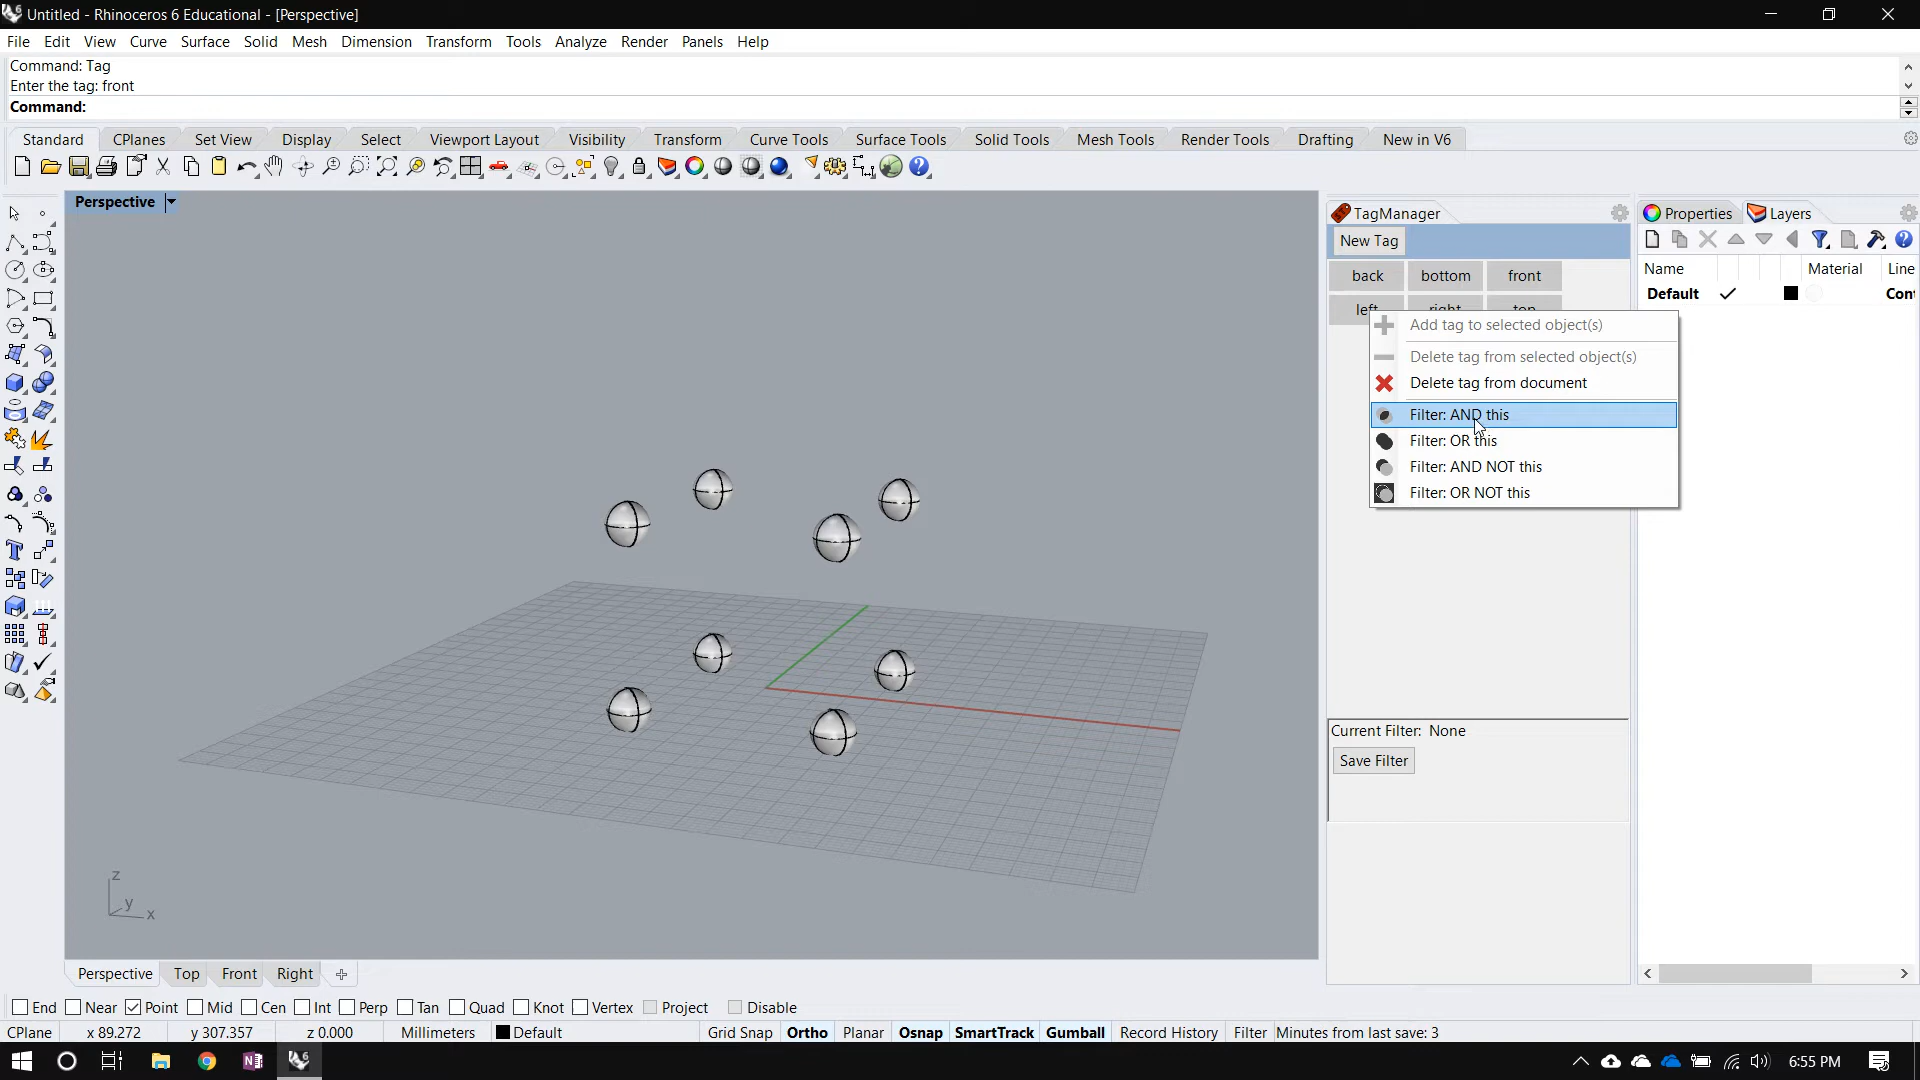 Untitled - Rhinoceros 6 Educational - [Perspective]
File Edit View Curve Surface Solid Mesh Dimension Transform Tools Analyze Render Panels Help
Command: Tag
Enter the tag: front
Command:
Standard CPlanes Set View Display Select Viewport Layout Visibility Transform Curve Tools Surface Tools Solid Tools Mesh Tools Render Tools Drafting New in V6
Perspective
TagManager
New Tag
back bottom front
left right top
Add tag to selected object(s)
Delete tag from selected object(s)
Delete tag from document
Filter: AND this
Filter: OR this
Filter: AND NOT this
Filter: OR NOT this
Current Filter: None
Save Filter
Properties Layers
Name Material Line
Default Cont
z
y
x
Perspective Top Front Right
End Near Point Mid Cen Int Perp Tan Quad Knot Vertex Project Disable
CPlane x 89.272 y 307.357 z 0.000 Millimeters Default Grid Snap Ortho Planar Osnap SmartTrack Gumball Record History Filter Minutes from last save: 3
6:55 PM